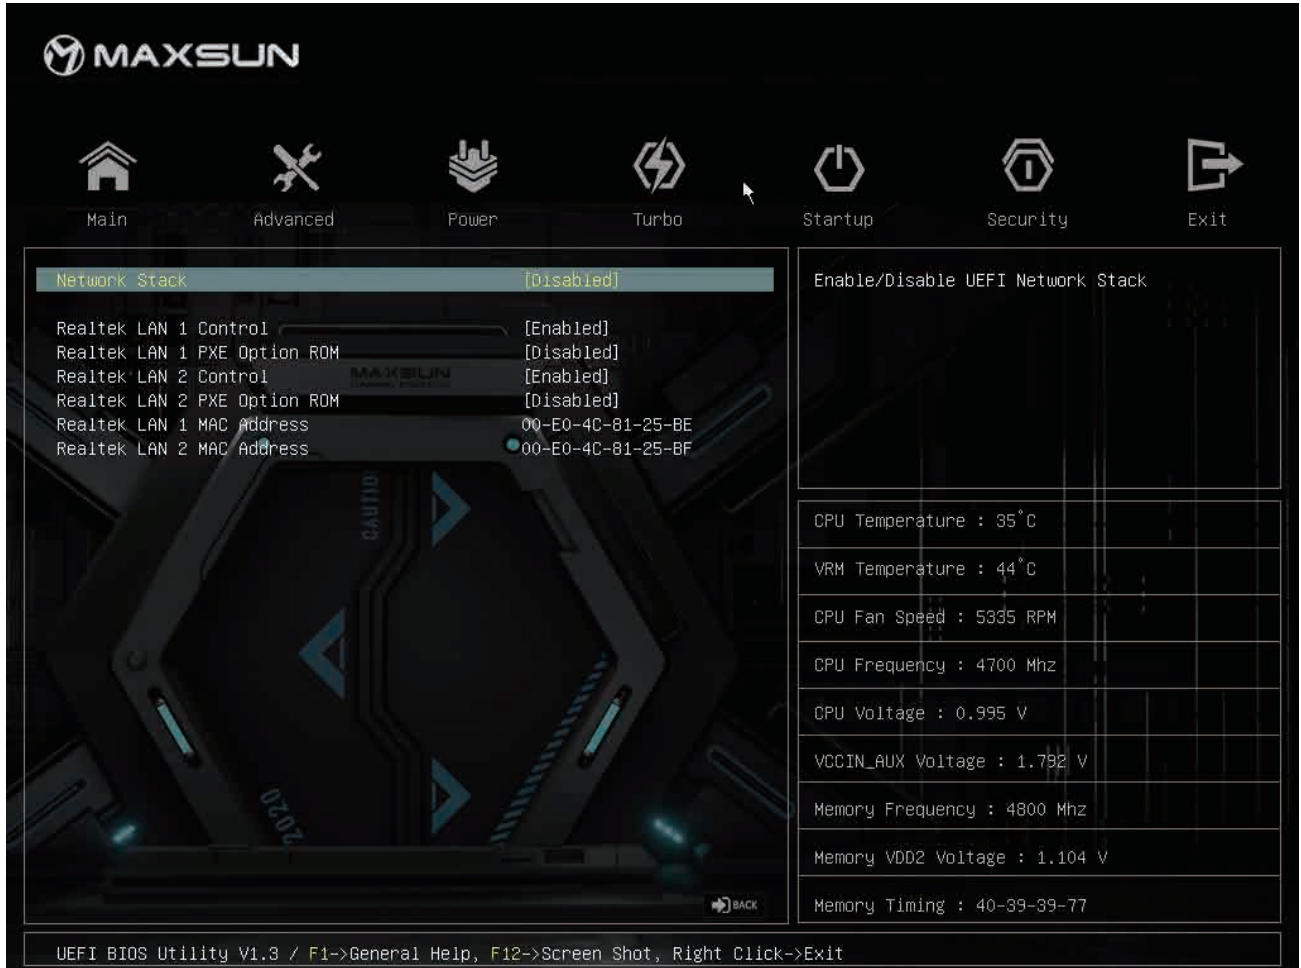 MAXSUN
Main Advanced Power Turbo Startup Security Exit
Network Stack [Disabled]
Realtek LAN 1 Control [Enabled]
Realtek LAN 1 PXE Option ROM [Disabled]
Realtek LAN 2 Control [Enabled]
Realtek LAN 2 PXE Option ROM [Disabled]
Realtek LAN 1 MAC Address 00-E0-4C-81-25-BE
Realtek LAN 2 MAC Address 00-E0-4C-81-25-BF
MAXSUN
CAUTION
2020
BACK
Enable/Disable UEFI Network Stack
CPU Temperature : 35°C
VRM Temperature : 44°C
CPU Fan Speed : 5335 RPM
CPU Frequency : 4700 Mhz
CPU Voltage : 0.995 V
VCCIN_AUX Voltage : 1.792 V
Memory Frequency : 4800 Mhz
Memory VDD2 Voltage : 1.104 V
Memory Timing : 40-39-39-77
UEFI BIOS Utility V1.3 / F1->General Help, F12->Screen Shot, Right Click->Exit